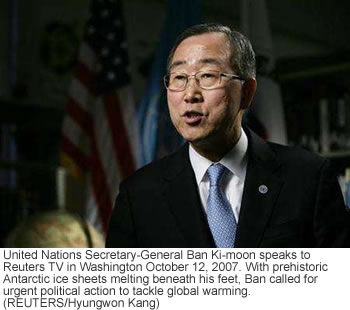 United Nations Secretary-General Ban Ki-moon speaks to
Reuters TV in Washington October 12, 2007. With prehistoric
Antarctic ice sheets melting beneath his feet, Ban called for
urgent political action to tackle global warming.
(REUTERS/Hyungwon Kang)